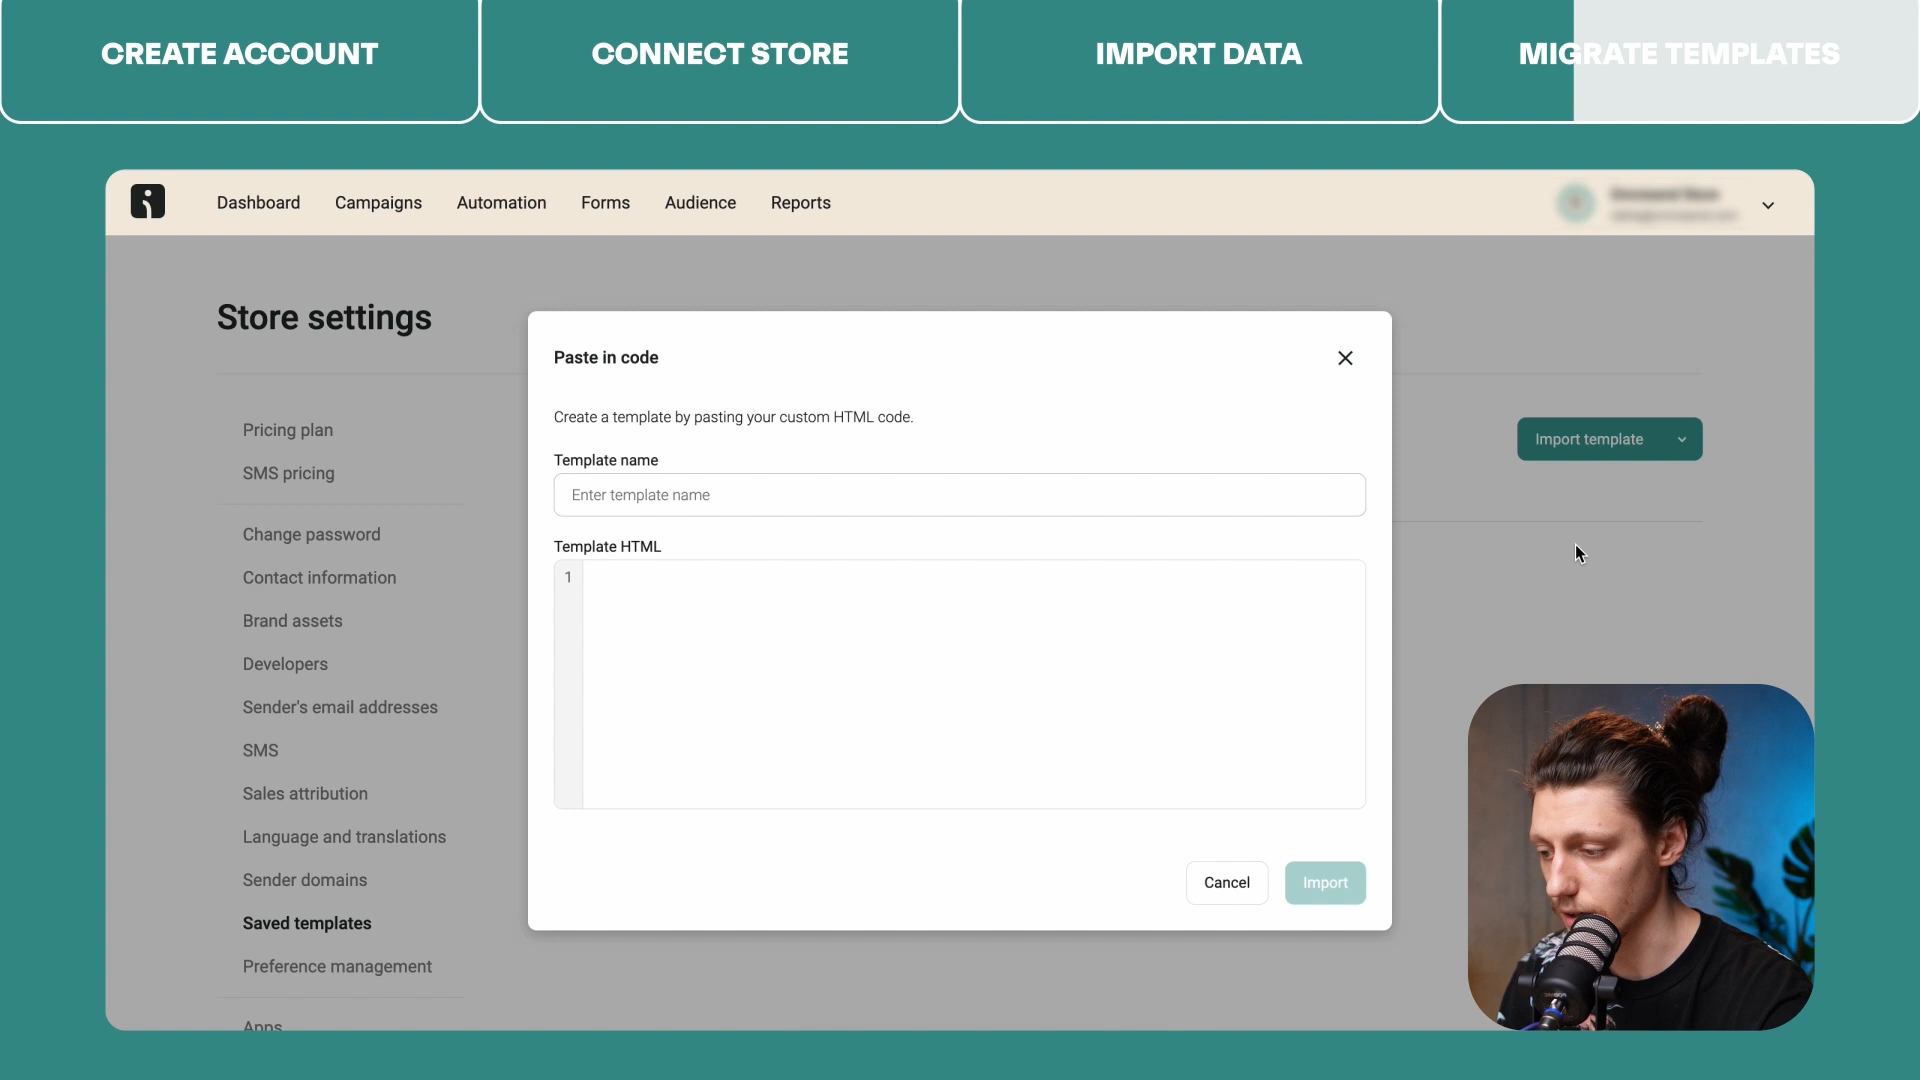 CREATE ACCOUNT
CONNECT STORE
IMPORT DATA
MIGRATE TEMPLATES
Dashboard
Campaigns
Automation
Forms
Audience
Reports
Store settings
Pricing plan
SMS pricing
Change password
Contact information
Brand assets
Developers
Sender's email addresses
SMS
Sales attribution
Language and translations
Sender domains
Saved templates
Preference management
Apps
Import template
Paste in code
Create a template by pasting your custom HTML code.
Template name
Enter template name
Template HTML
1
Cancel
Import